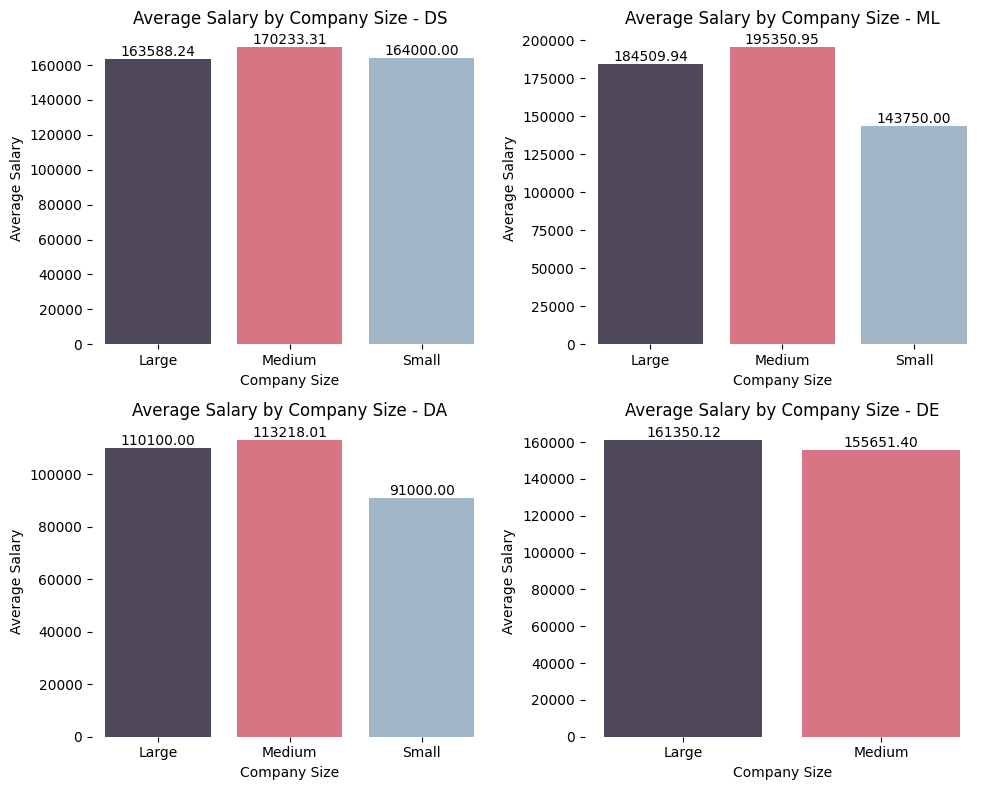 Average Salary by Company Size - DS
163588.24
170233.31
164000.00
160000
140000
120000
100000
80000
60000
40000
20000
0
Average Salary
Large
Medium
Small
Company Size
Average Salary by Company Size - ML
184509.94
195350.95
143750.00
200000
175000
150000
125000
100000
75000
50000
25000
0
Average Salary
Large
Medium
Small
Company Size
Average Salary by Company Size - DA
110100.00
113218.01
91000.00
100000
80000
60000
40000
20000
0
Average Salary
Large
Medium
Small
Company Size
Average Salary by Company Size - DE
161350.12
155651.40
160000
140000
120000
100000
80000
60000
40000
20000
0
Average Salary
Large
Medium
Company Size